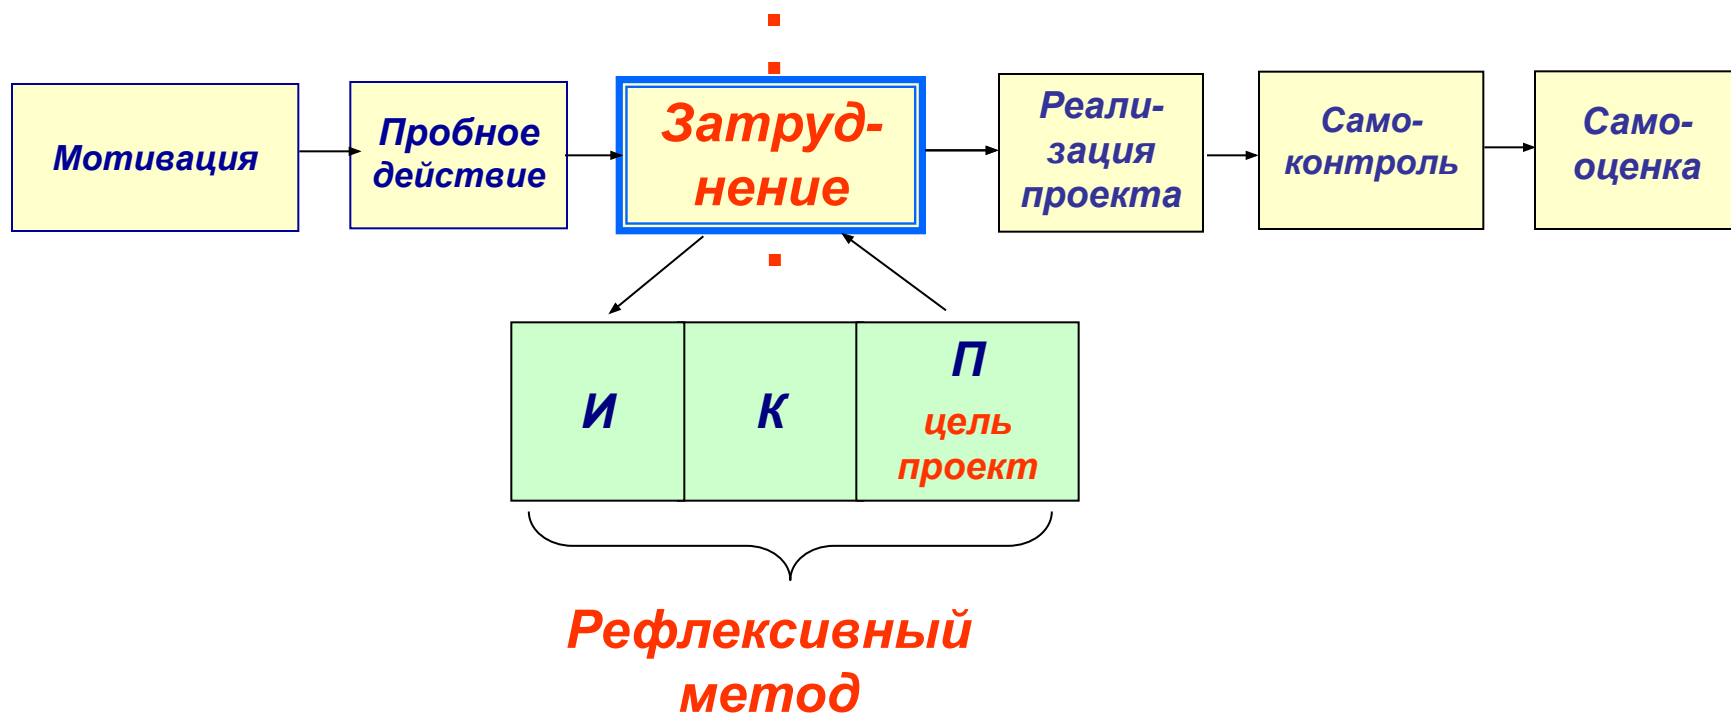 Мотивация
Пробное
действие
Затруд-
нение
Реали-
зация
проекта
Само-
контроль
Само-
оценка
И
К
П
цель
проект
Рефлексивный
метод